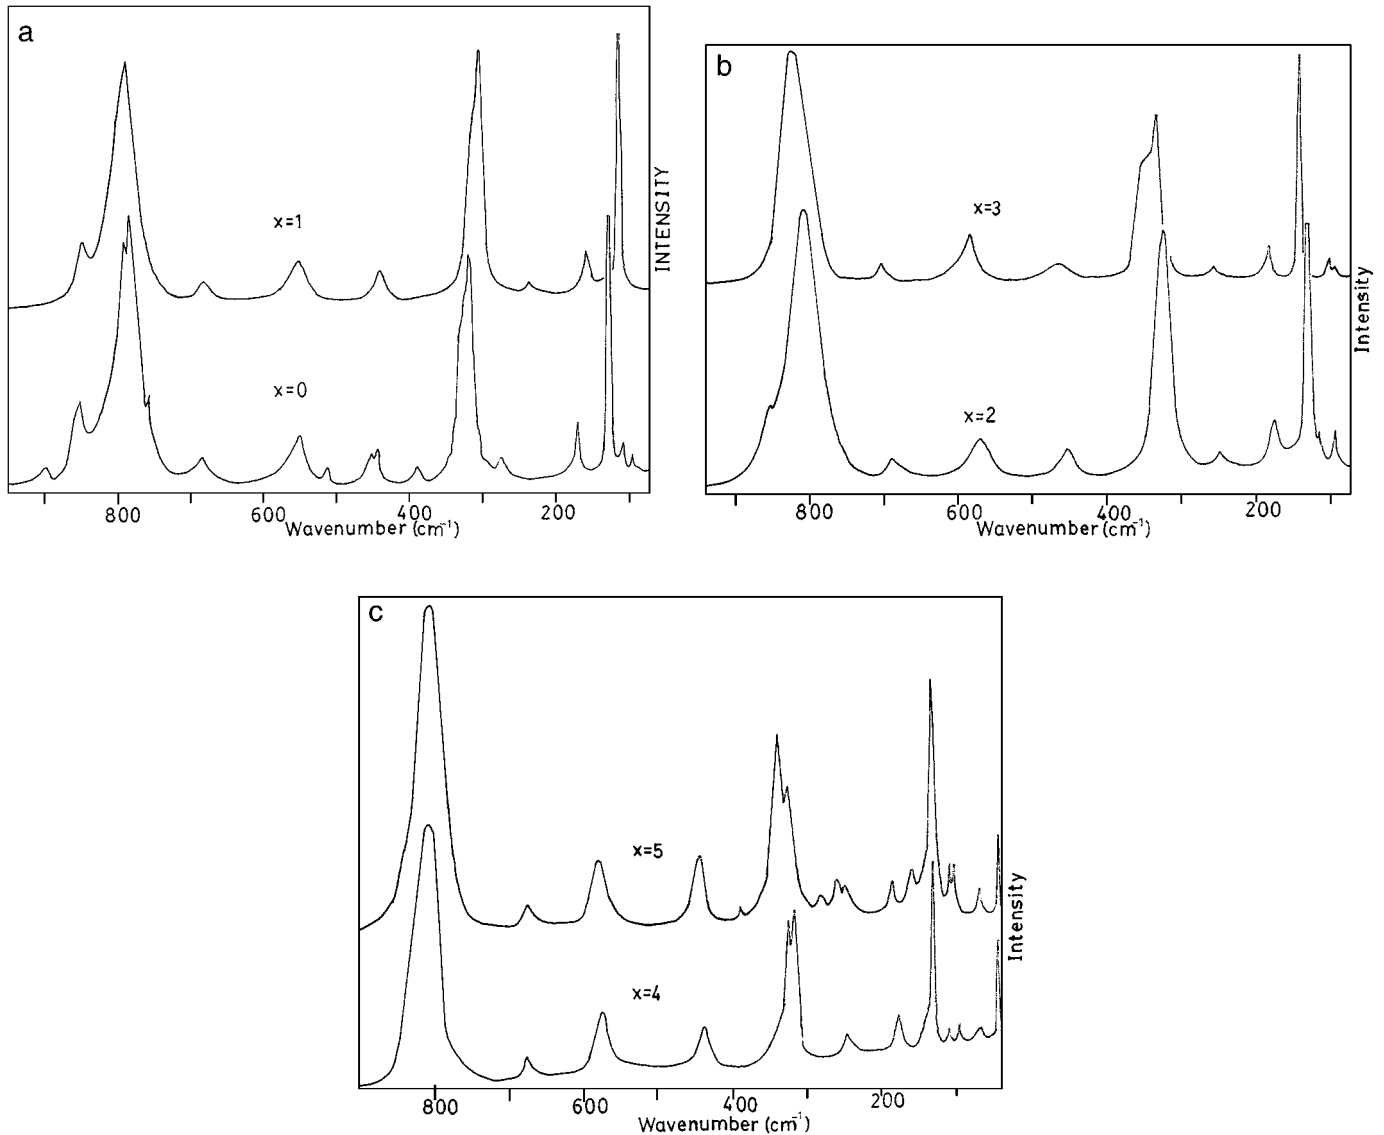 a
x=1
x=0
INTENSITY
800 600 400 200
Wavenumber (cm⁻¹)
b
x=3
x=2
Intensity
800 600 400 200
Wavenumber (cm⁻¹)
c
x=5
x=4
Intensity
800 600 400 200
Wavenumber (cm⁻¹)